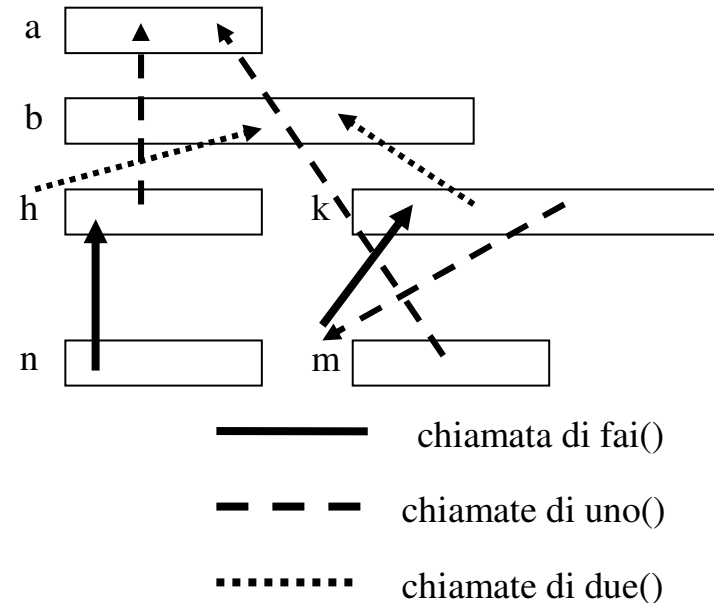 a
b
h k
n m
chiamata di fai()
chiamate di uno()
chiamate di due()